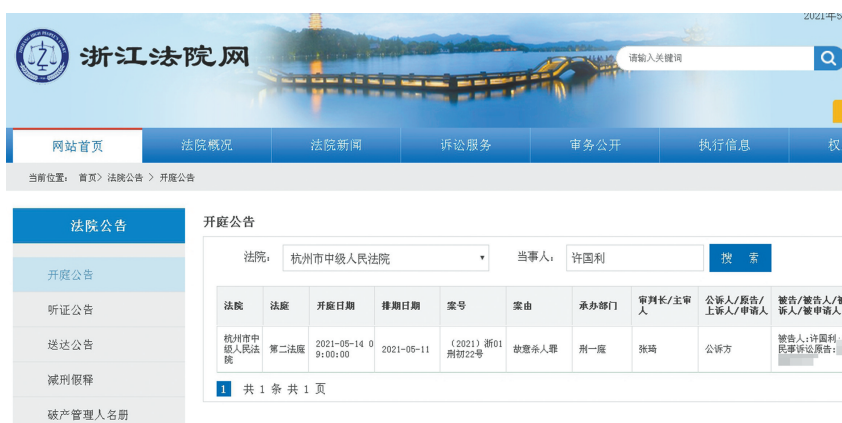 2021年5
浙江法院网
请输入关键词
网站首页 法院概况 法院新闻 诉讼服务 审务公开 执行信息 权
当前位置： 首页〉法院公告 〉开庭公告
法院公告
开庭公告
听证公告
送达公告
减刑假释
破产管理人名册
开庭公告
法院： 杭州市中级人民法院 当事人： 许国利 搜 索
法院 法庭 开庭日期 排期日期 案号 案由 承办部门 审判长/主审 公诉人/原告/ 被告/被告人/被
人 上诉人/申请人 诉人/被申请人
杭州市中 2021-05-14 0 （2021）浙01 被告人:许国利
级人民法 第二法庭 9:00:00 2021-05-11 刑初22号 故意杀人罪 刑一庭 张琦 公诉方 民事诉讼原告:
院
1 共 1 条 共 1 页